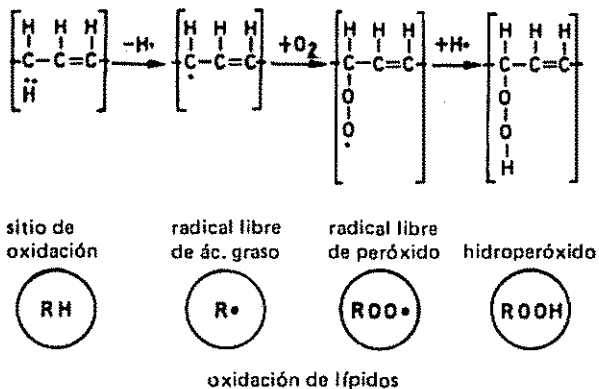 H H H H H H H H H H H H
−H• +O₂ +H•
C−C=C C−C=C C−C=C C−C=C
H O O
O O
H
sitio de radical libre radical libre
oxidación de ác. graso de peróxido hidroperóxido
RH R• ROO• ROOH
oxidación de lípidos